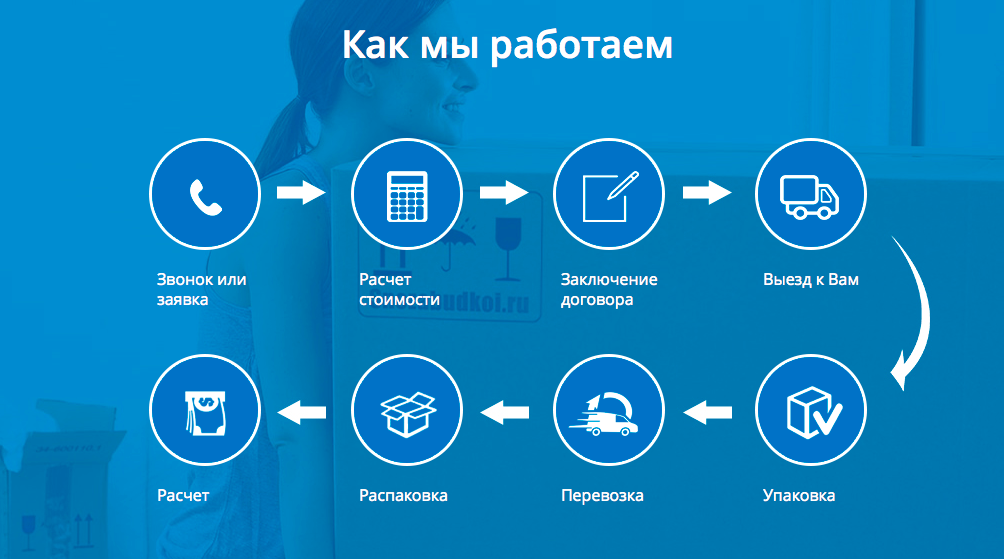 Как мы работаем
Звонок или
заявка
Расчет
стоимости
Заключение
договора
Выезд к Вам
Расчет
Распаковка
Перевозка
Упаковка